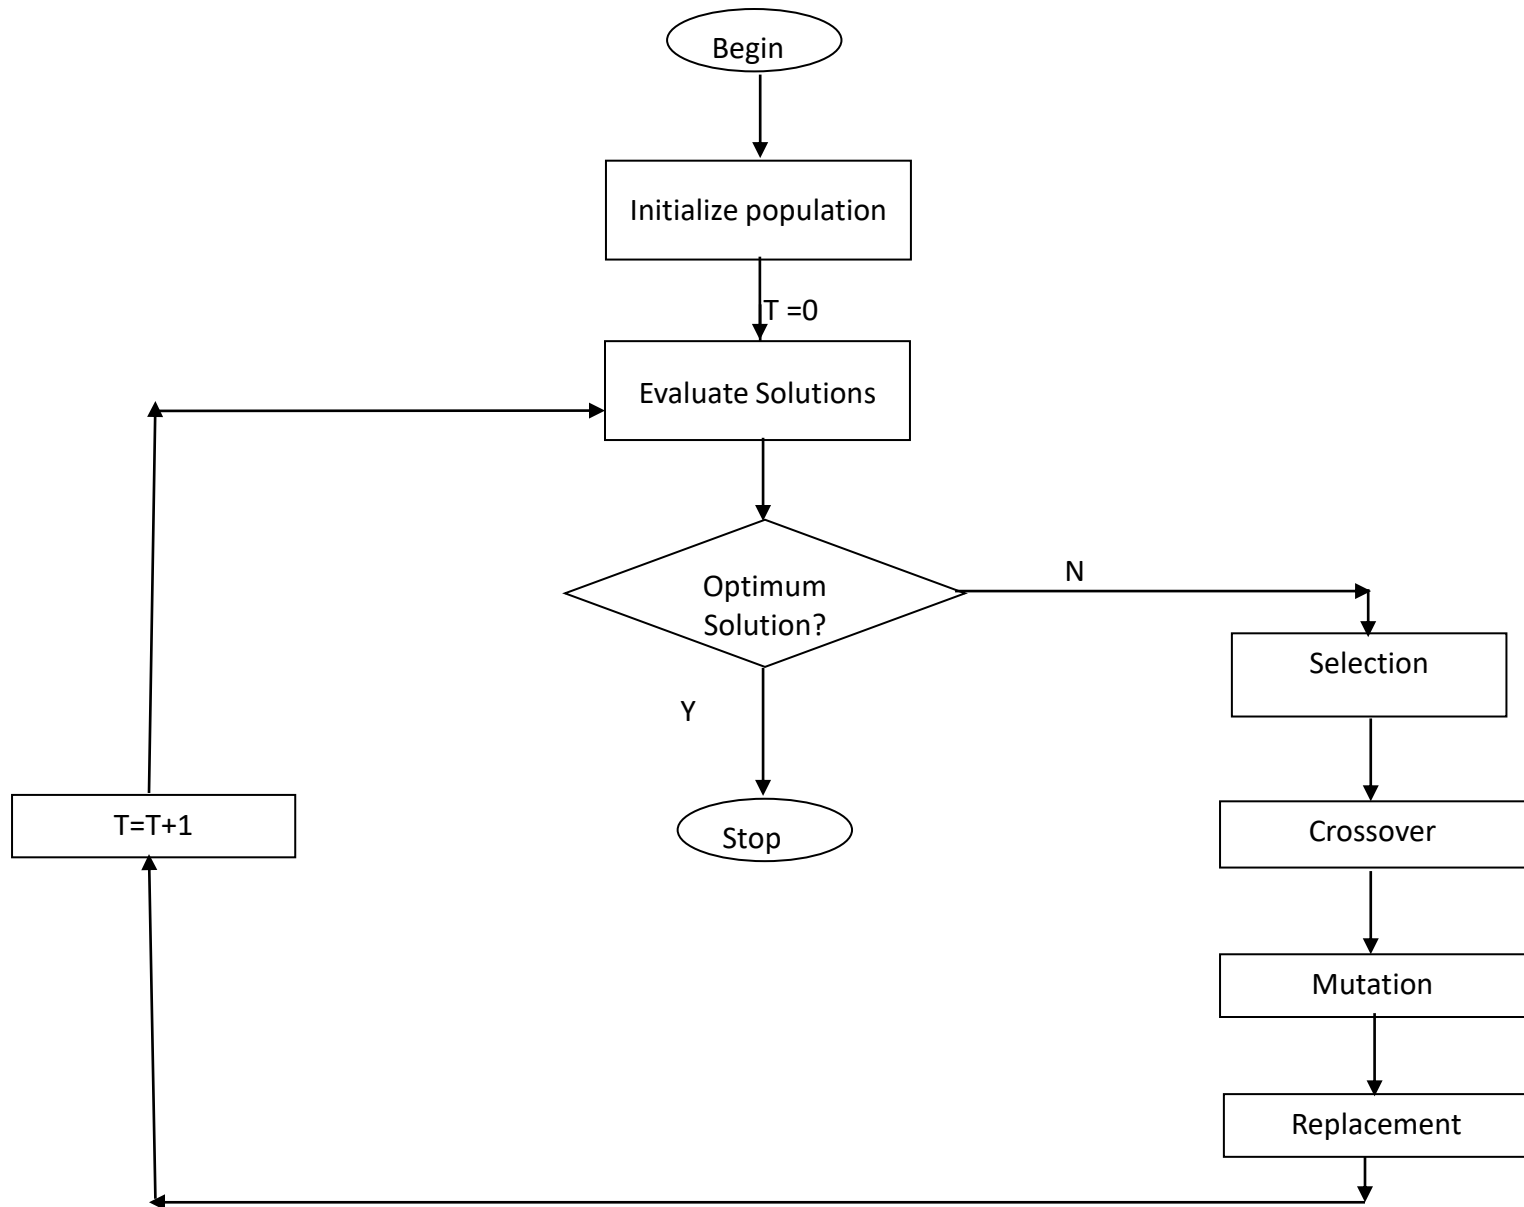 Begin
Initialize population
T =0
Evaluate Solutions
Optimum
Solution?
N
Selection
Y
Stop
T=T+1
Crossover
Mutation
Replacement